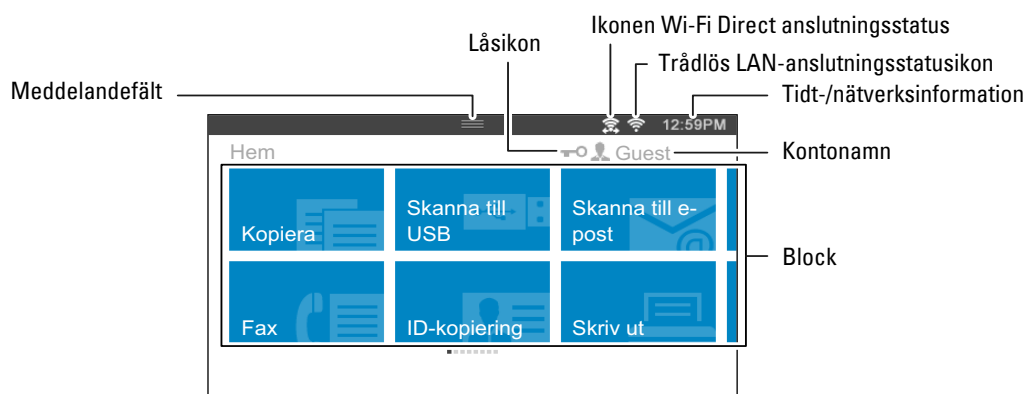 Ikonen Wi-Fi Direct anslutningsstatus
Låsikon
Trådlös LAN-anslutningsstatusikon
Meddelandefält
Tidt-/nätverksinformation
12:59PM
Hem
Guest
Kontonamn
Kopiera
Skanna till
USB
Skanna till e-
post
Block
Fax
ID-kopiering
Skriv ut